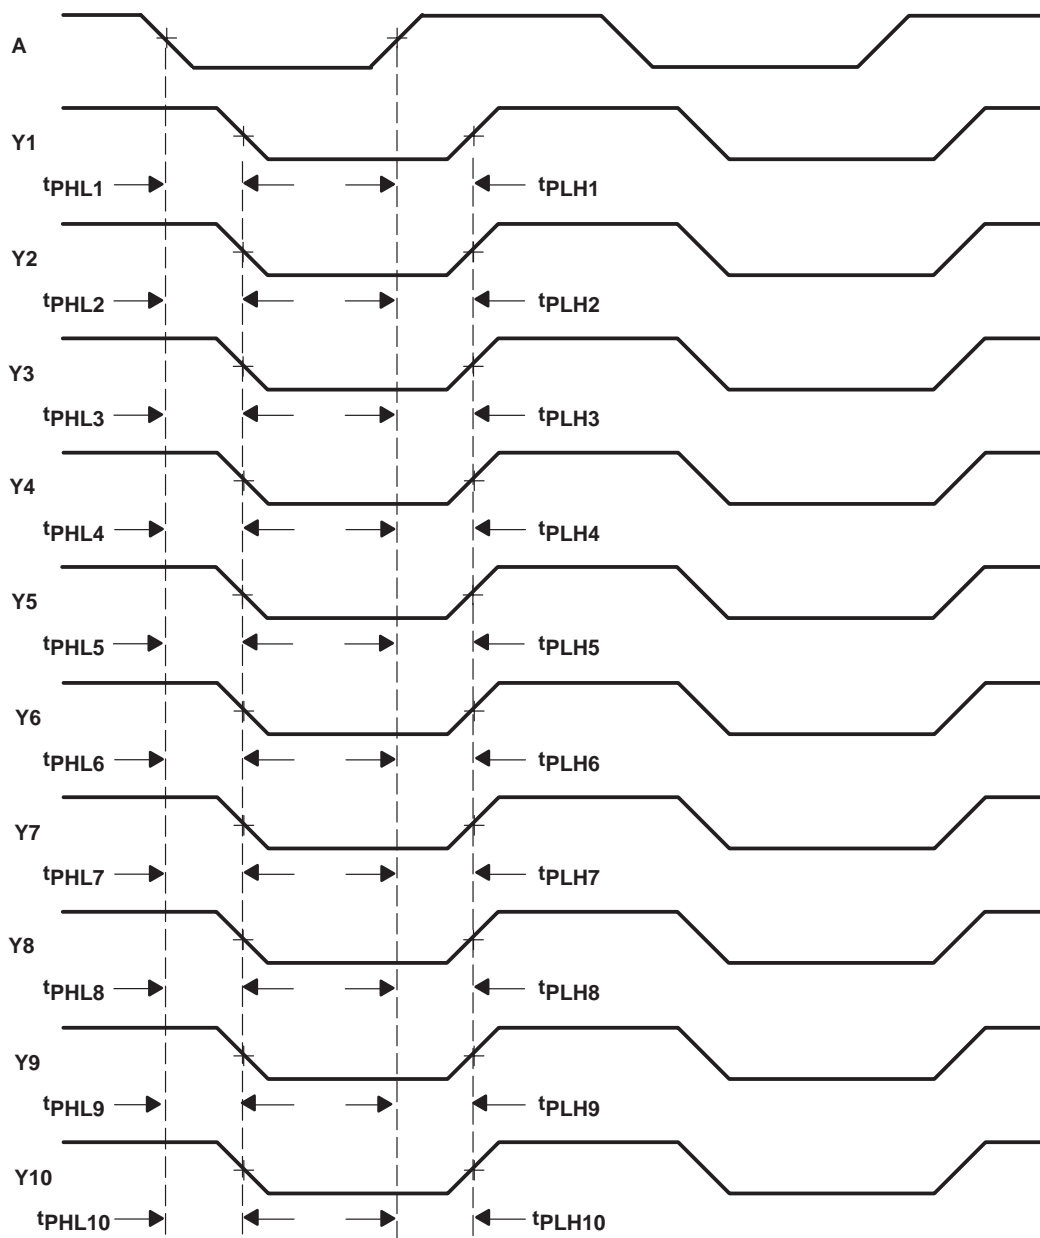 A
Y1
tPHL1 tPLH1
Y2
tPHL2 tPLH2
Y3
tPHL3 tPLH3
Y4
tPHL4 tPLH4
Y5
tPHL5 tPLH5
Y6
tPHL6 tPLH6
Y7
tPHL7 tPLH7
Y8
tPHL8 tPLH8
Y9
tPHL9 tPLH9
Y10
tPHL10 tPLH10